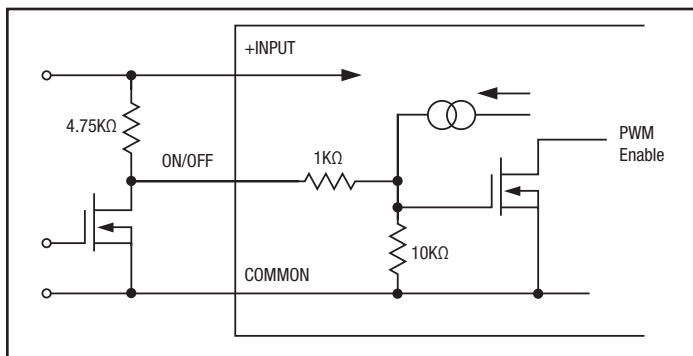 +INPUT
4.75KΩ
ON/OFF
1KΩ
PWM
Enable
10KΩ
COMMON